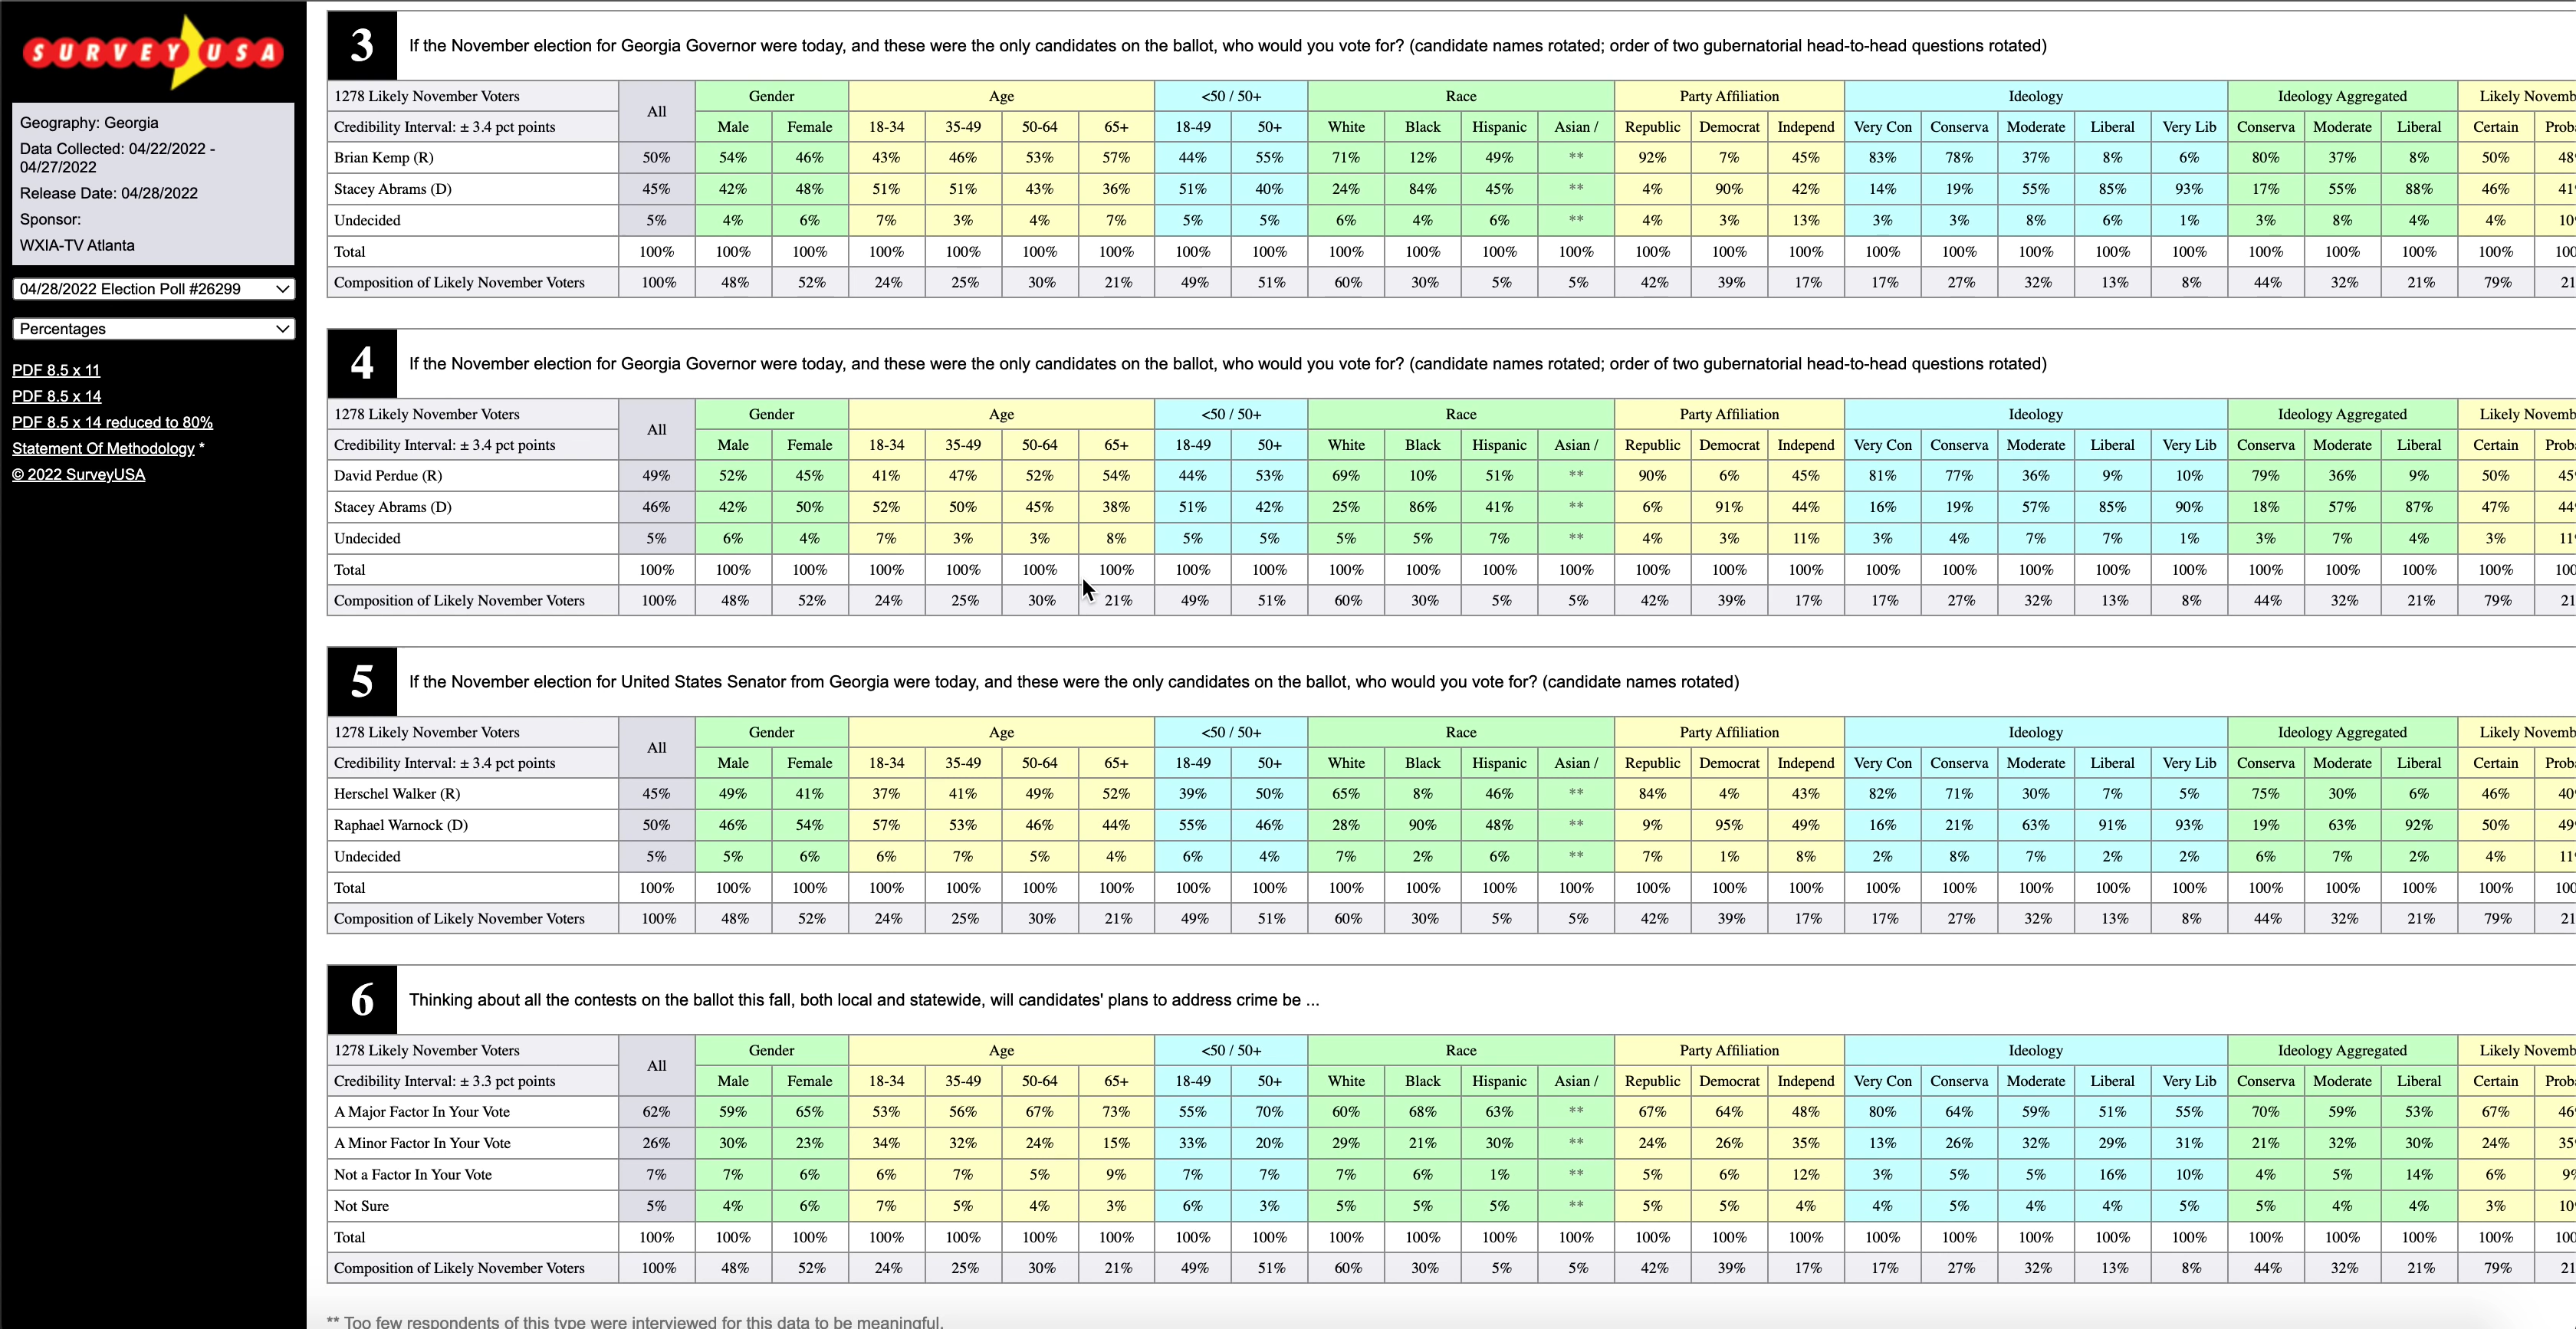 SURVEY USA
Geography: Georgia
Data Collected: 04/22/2022 -
04/27/2022
Release Date: 04/28/2022
Sponsor:
WXIA-TV Atlanta
04/28/2022 Election Poll #26299
Percentages
PDF 8.5 x 11
PDF 8.5 x 14
PDF 8.5 x 14 reduced to 80%
Statement Of Methodology *
© 2022 SurveyUSA
3 If the November election for Georgia Governor were today, and these were the only candidates on the ballot, who would you vote for? (candidate names rotated; order of two gubernatorial head-to-head questions rotated)
1278 Likely November Voters All Gender Age <50 / 50+ Race Party Affiliation Ideology Ideology Aggregated Likely Novemb
Credibility Interval: ± 3.4 pct points Male Female 18-34 35-49 50-64 65+ 18-49 50+ White Black Hispanic Asian / Republic Democrat Independ Very Con Conserva Moderate Liberal Very Lib Conserva Moderate Liberal Certain Prob
Brian Kemp (R) 50% 54% 46% 43% 46% 53% 57% 44% 55% 71% 12% 49% ** 92% 7% 45% 83% 78% 37% 8% 6% 80% 37% 8% 50% 48
Stacey Abrams (D) 45% 42% 48% 51% 51% 43% 36% 51% 40% 24% 84% 45% ** 4% 90% 42% 14% 19% 55% 85% 93% 17% 55% 88% 46% 41
Undecided 5% 4% 6% 7% 3% 4% 7% 5% 5% 6% 4% 6% ** 4% 3% 13% 3% 3% 8% 6% 1% 3% 8% 4% 4% 10
Total 100% 100% 100% 100% 100% 100% 100% 100% 100% 100% 100% 100% 100% 100% 100% 100% 100% 100% 100% 100% 100% 100% 100% 100% 100% 100
Composition of Likely November Voters 100% 48% 52% 24% 25% 30% 21% 49% 51% 60% 30% 5% 5% 42% 39% 17% 17% 27% 32% 13% 8% 44% 32% 21% 79% 21
4 If the November election for Georgia Governor were today, and these were the only candidates on the ballot, who would you vote for? (candidate names rotated; order of two gubernatorial head-to-head questions rotated)
1278 Likely November Voters All Gender Age <50 / 50+ Race Party Affiliation Ideology Ideology Aggregated Likely Novemb
Credibility Interval: ± 3.4 pct points Male Female 18-34 35-49 50-64 65+ 18-49 50+ White Black Hispanic Asian / Republic Democrat Independ Very Con Conserva Moderate Liberal Very Lib Conserva Moderate Liberal Certain Prob
David Perdue (R) 49% 52% 45% 41% 47% 52% 54% 44% 53% 69% 10% 51% ** 90% 6% 45% 81% 77% 36% 9% 10% 79% 36% 9% 50% 45
Stacey Abrams (D) 46% 42% 50% 52% 50% 45% 38% 51% 42% 25% 86% 41% ** 6% 91% 44% 16% 19% 57% 85% 90% 18% 57% 87% 47% 44
Undecided 5% 6% 4% 7% 3% 3% 8% 5% 5% 5% 5% 7% ** 4% 3% 11% 3% 4% 7% 7% 1% 3% 7% 4% 3% 11
Total 100% 100% 100% 100% 100% 100% 100% 100% 100% 100% 100% 100% 100% 100% 100% 100% 100% 100% 100% 100% 100% 100% 100% 100% 100% 100
Composition of Likely November Voters 100% 48% 52% 24% 25% 30% 21% 49% 51% 60% 30% 5% 5% 42% 39% 17% 17% 27% 32% 13% 8% 44% 32% 21% 79% 21
5 If the November election for United States Senator from Georgia were today, and these were the only candidates on the ballot, who would you vote for? (candidate names rotated)
1278 Likely November Voters All Gender Age <50 / 50+ Race Party Affiliation Ideology Ideology Aggregated Likely Novemb
Credibility Interval: ± 3.4 pct points Male Female 18-34 35-49 50-64 65+ 18-49 50+ White Black Hispanic Asian / Republic Democrat Independ Very Con Conserva Moderate Liberal Very Lib Conserva Moderate Liberal Certain Prob
Herschel Walker (R) 45% 49% 41% 37% 41% 49% 52% 39% 50% 65% 8% 46% ** 84% 4% 43% 82% 71% 30% 7% 5% 75% 30% 6% 46% 40
Raphael Warnock (D) 50% 46% 54% 57% 53% 46% 44% 55% 46% 28% 90% 48% ** 9% 95% 49% 16% 21% 63% 91% 93% 19% 63% 92% 50% 49
Undecided 5% 5% 6% 6% 7% 5% 4% 6% 4% 7% 2% 6% ** 7% 1% 8% 2% 8% 7% 2% 2% 6% 7% 2% 4% 11
Total 100% 100% 100% 100% 100% 100% 100% 100% 100% 100% 100% 100% 100% 100% 100% 100% 100% 100% 100% 100% 100% 100% 100% 100% 100% 100
Composition of Likely November Voters 100% 48% 52% 24% 25% 30% 21% 49% 51% 60% 30% 5% 5% 42% 39% 17% 17% 27% 32% 13% 8% 44% 32% 21% 79% 21
6 Thinking about all the contests on the ballot this fall, both local and statewide, will candidates' plans to address crime be ...
1278 Likely November Voters All Gender Age <50 / 50+ Race Party Affiliation Ideology Ideology Aggregated Likely Novemb
Credibility Interval: ± 3.3 pct points Male Female 18-34 35-49 50-64 65+ 18-49 50+ White Black Hispanic Asian / Republic Democrat Independ Very Con Conserva Moderate Liberal Very Lib Conserva Moderate Liberal Certain Prob
A Major Factor In Your Vote 62% 59% 65% 53% 56% 67% 73% 55% 70% 60% 68% 63% ** 67% 64% 48% 80% 64% 59% 51% 55% 70% 59% 53% 67% 46
A Minor Factor In Your Vote 26% 30% 23% 34% 32% 24% 15% 33% 20% 29% 21% 30% ** 24% 26% 35% 13% 26% 32% 29% 31% 21% 32% 30% 24% 35
Not a Factor In Your Vote 7% 7% 6% 6% 7% 5% 9% 7% 7% 7% 6% 1% ** 5% 6% 12% 3% 5% 5% 16% 10% 4% 5% 14% 6% 9
Not Sure 5% 4% 6% 7% 5% 4% 3% 6% 3% 5% 5% 5% ** 5% 5% 4% 4% 5% 4% 4% 5% 5% 4% 4% 3% 10
Total 100% 100% 100% 100% 100% 100% 100% 100% 100% 100% 100% 100% 100% 100% 100% 100% 100% 100% 100% 100% 100% 100% 100% 100% 100% 100
Composition of Likely November Voters 100% 48% 52% 24% 25% 30% 21% 49% 51% 60% 30% 5% 5% 42% 39% 17% 17% 27% 32% 13% 8% 44% 32% 21% 79% 21
** Too few respondents of this type were interviewed for this data to be meaningful.